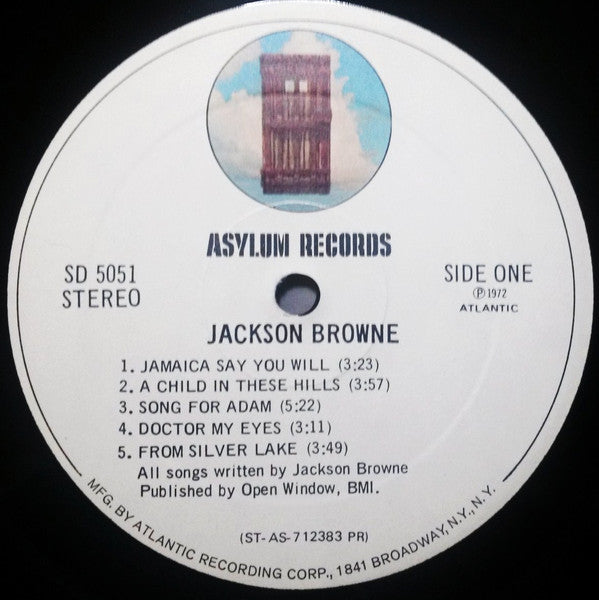 ASYLUM RECORDS
SD 5051
STEREO
SIDE ONE
℗ 1972
ATLANTIC
JACKSON BROWNE
1. JAMAICA SAY YOU WILL (3:23)
2. A CHILD IN THESE HILLS (3:57)
3. SONG FOR ADAM (5:22)
4. DOCTOR MY EYES (3:11)
5. FROM SILVER LAKE (3:49)
All songs written by Jackson Browne
Published by Open Window, BMI.
(ST-AS-712383 PR)
MFG. BY ATLANTIC RECORDING CORP., 1841 BROADWAY, N.Y., N.Y.